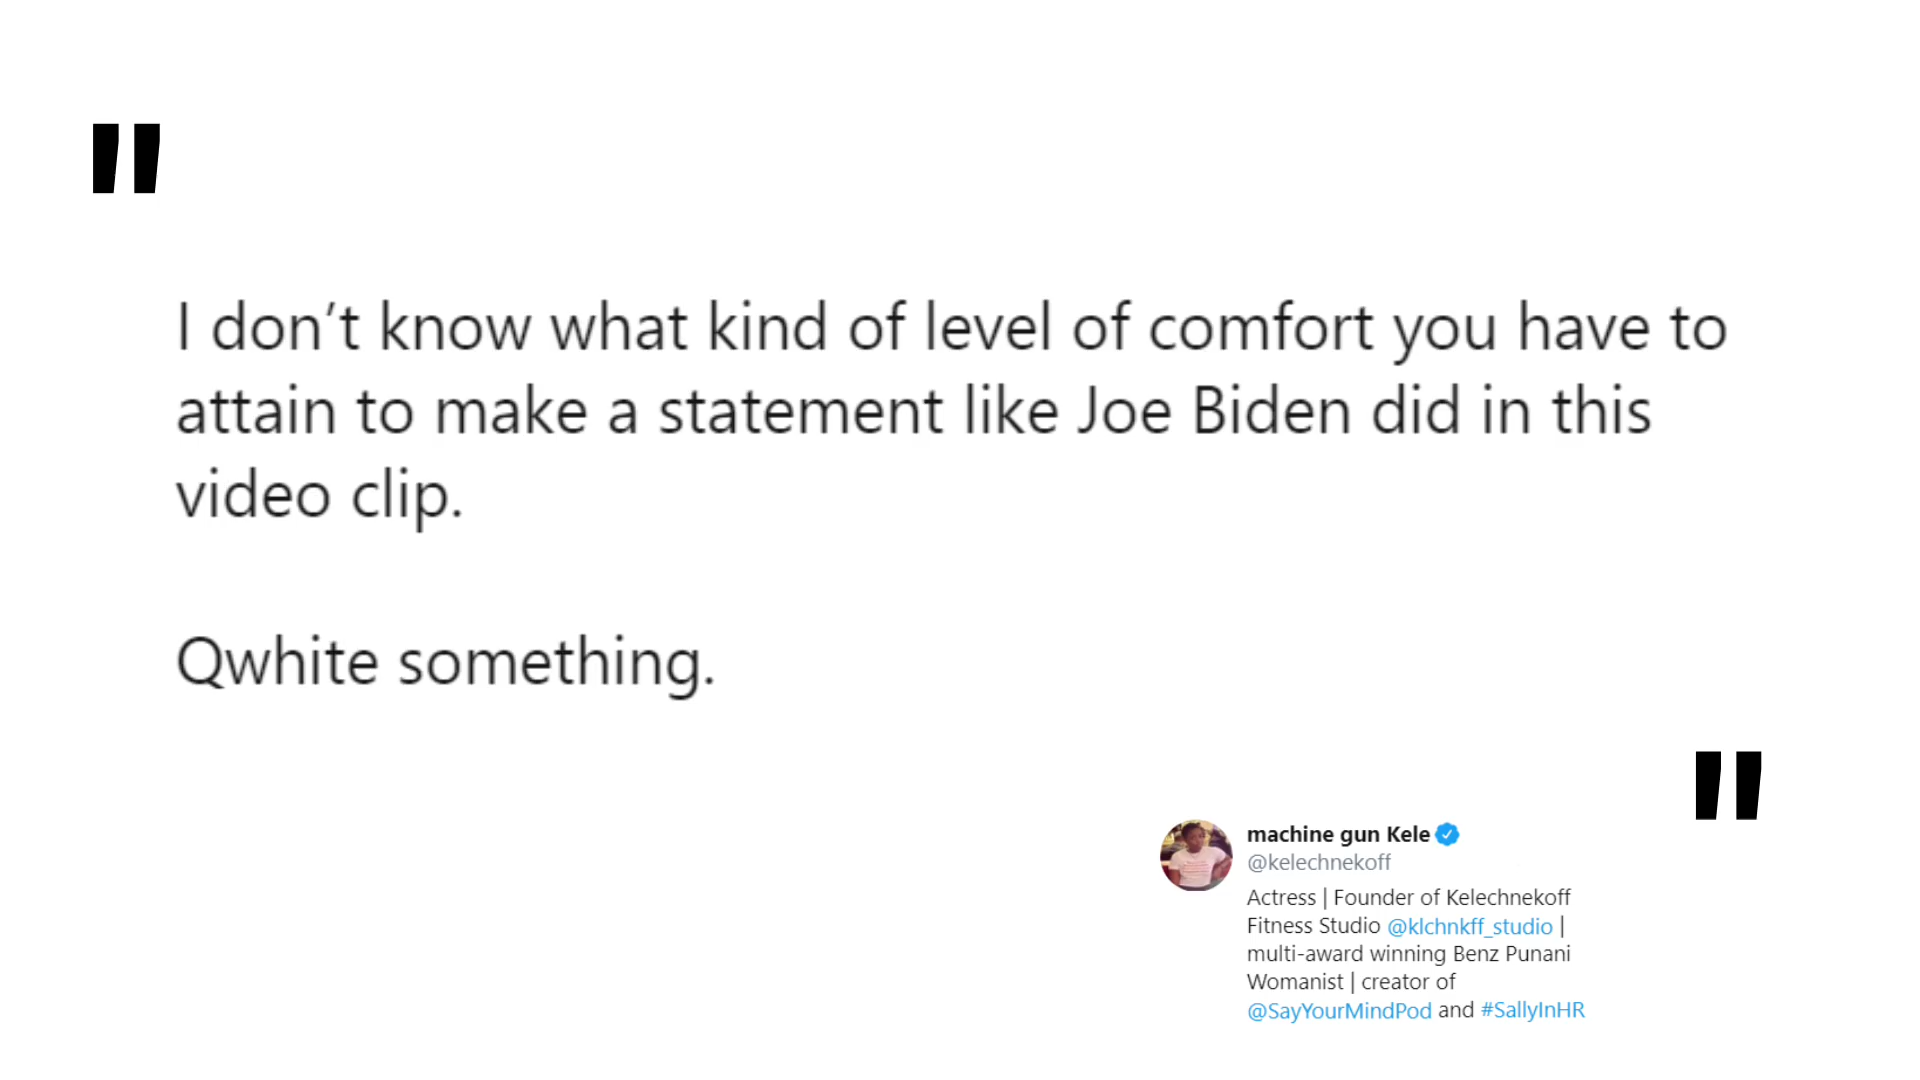 "
I don’t know what kind of level of comfort you have to
attain to make a statement like Joe Biden did in this
video clip.
Qwhite something.
"
machine gun Kele
@kelechnekoff
Actress | Founder of Kelechnekoff
Fitness Studio @klchnkff_studio |
multi-award winning Benz Punani
Womanist | creator of
@SayYourMindPod and #SallyInHR